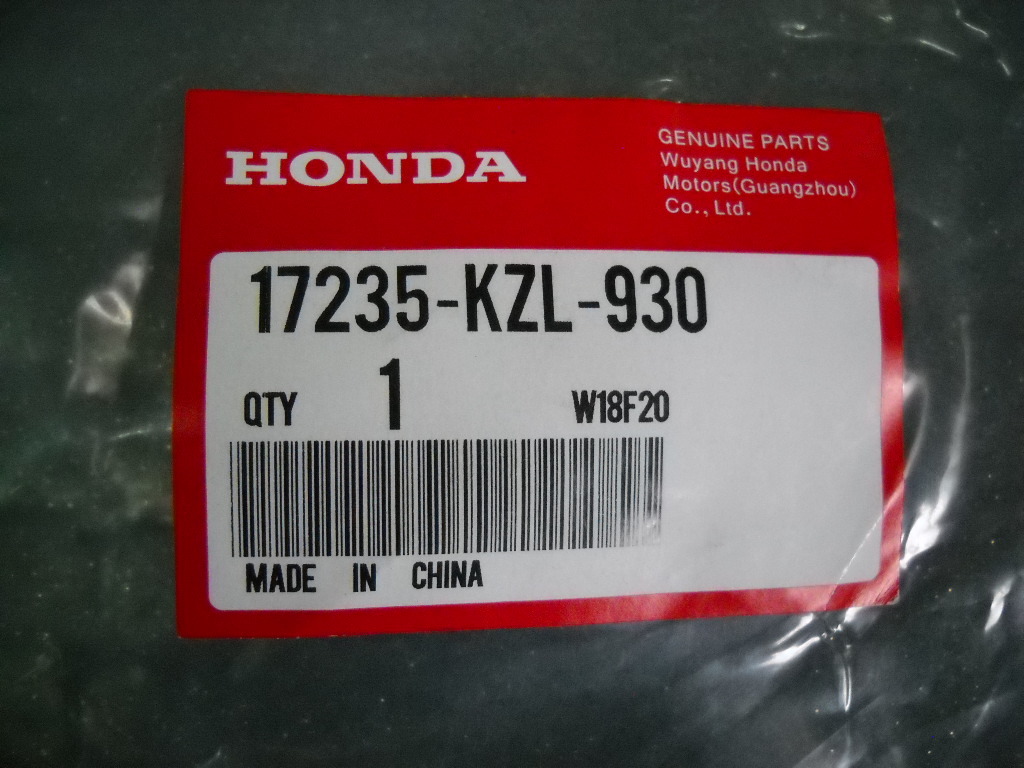 HONDA
GENUINE PARTS
Wuyang Honda
Motors(Guangzhou)
Co., Ltd.
17235-KZL-930
QTY 1 W18F20
MADE IN CHINA